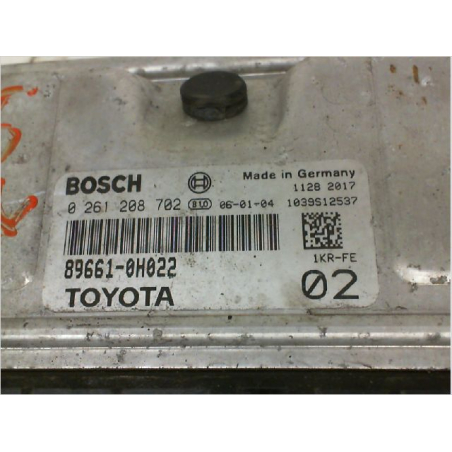 BOSCH
Made in Germany
0 261 208 702 06-01-04
1128 2017
1039S12537
89661-0H022
1KR-FE
TOYOTA
02